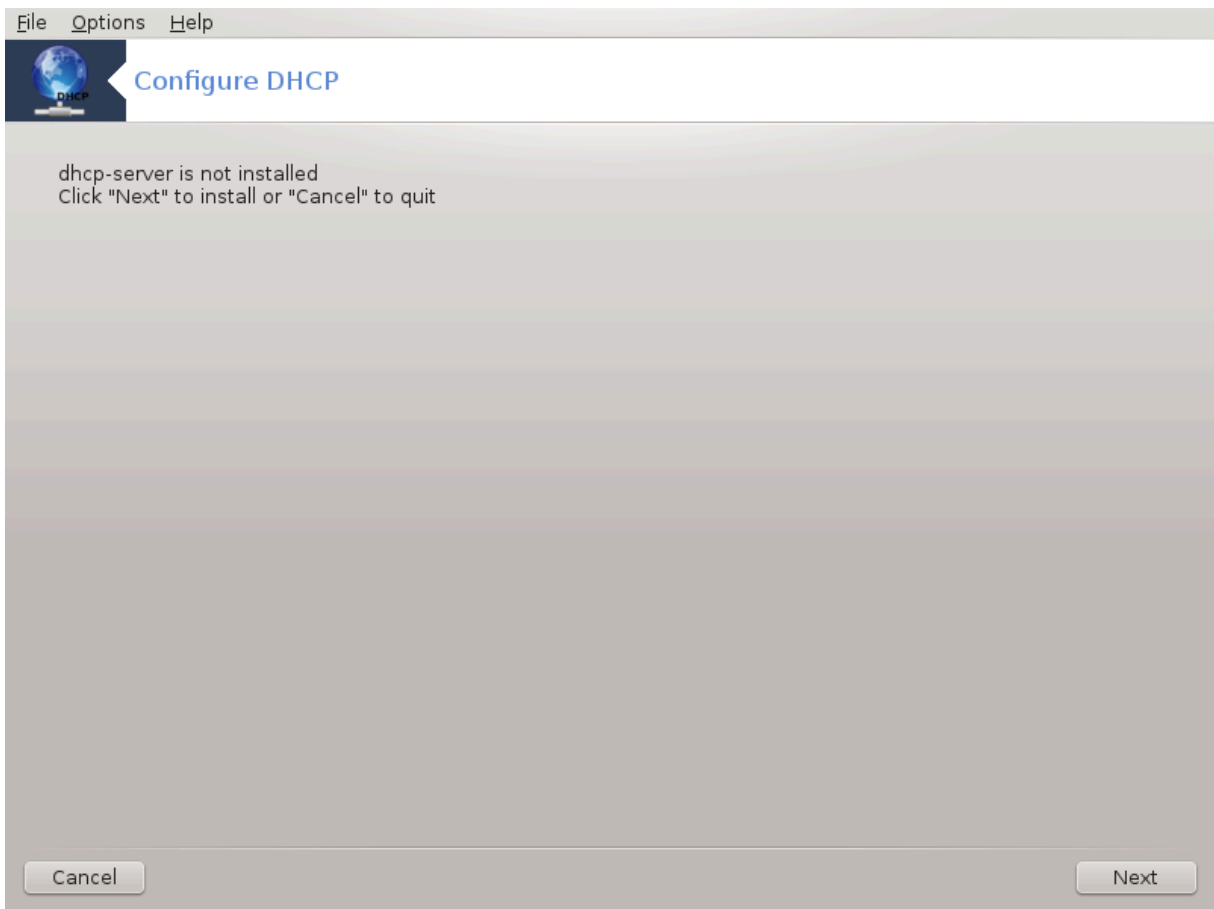 File Options Help
DHCP
Configure DHCP
dhcp-server is not installed
Click "Next" to install or "Cancel" to quit
Cancel Next